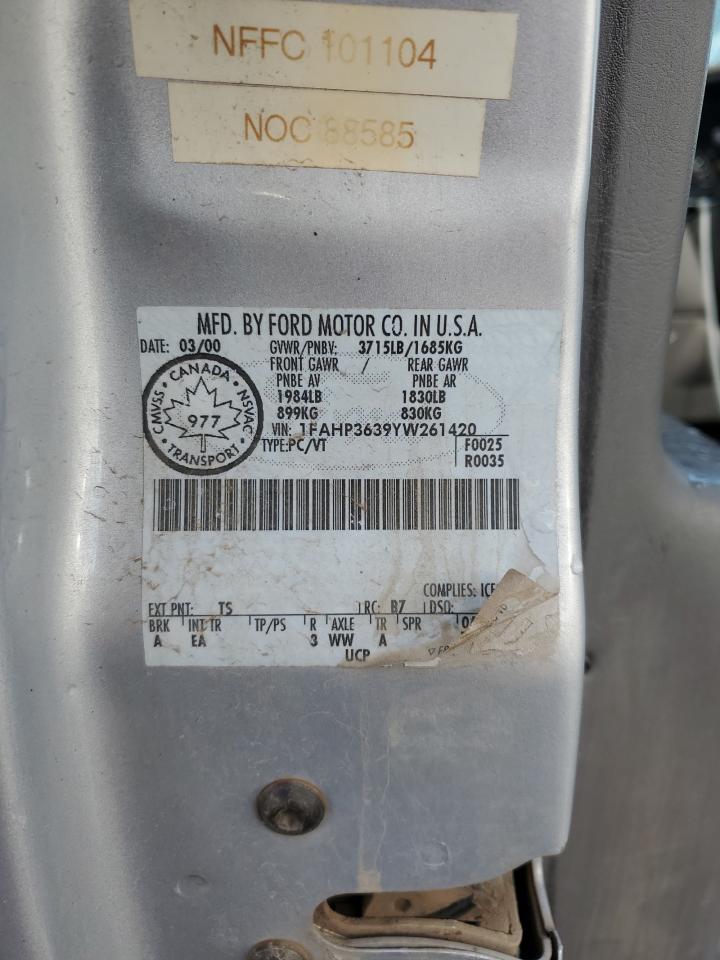 NFFC 101104
NOC 88585
MFD. BY FORD MOTOR CO. IN U.S.A.
DATE: 03/00 GVWR/PNBV: 3715LB/1685KG
FRONT GAWR / REAR GAWR
PNBE AV PNBE AR
1984LB 1830LB
899KG 830KG
VIN: 1FAHP3639YW261420
TYPE:PC/VT F0025
R0035
CANADA
CMVSS NSVAC
977
TRANSPORT
COMPLIES:
EXT PNT: TS RC: B7 DSO:
BRK INT TR TP/PS R AXLE TR SPR
A EA 3 WW A
UCP